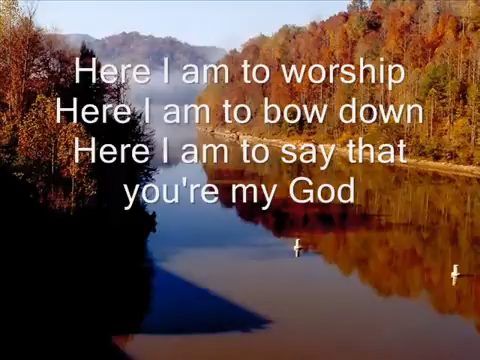 Here I am to worship
Here I am to bow down
Here I am to say that
you're my God